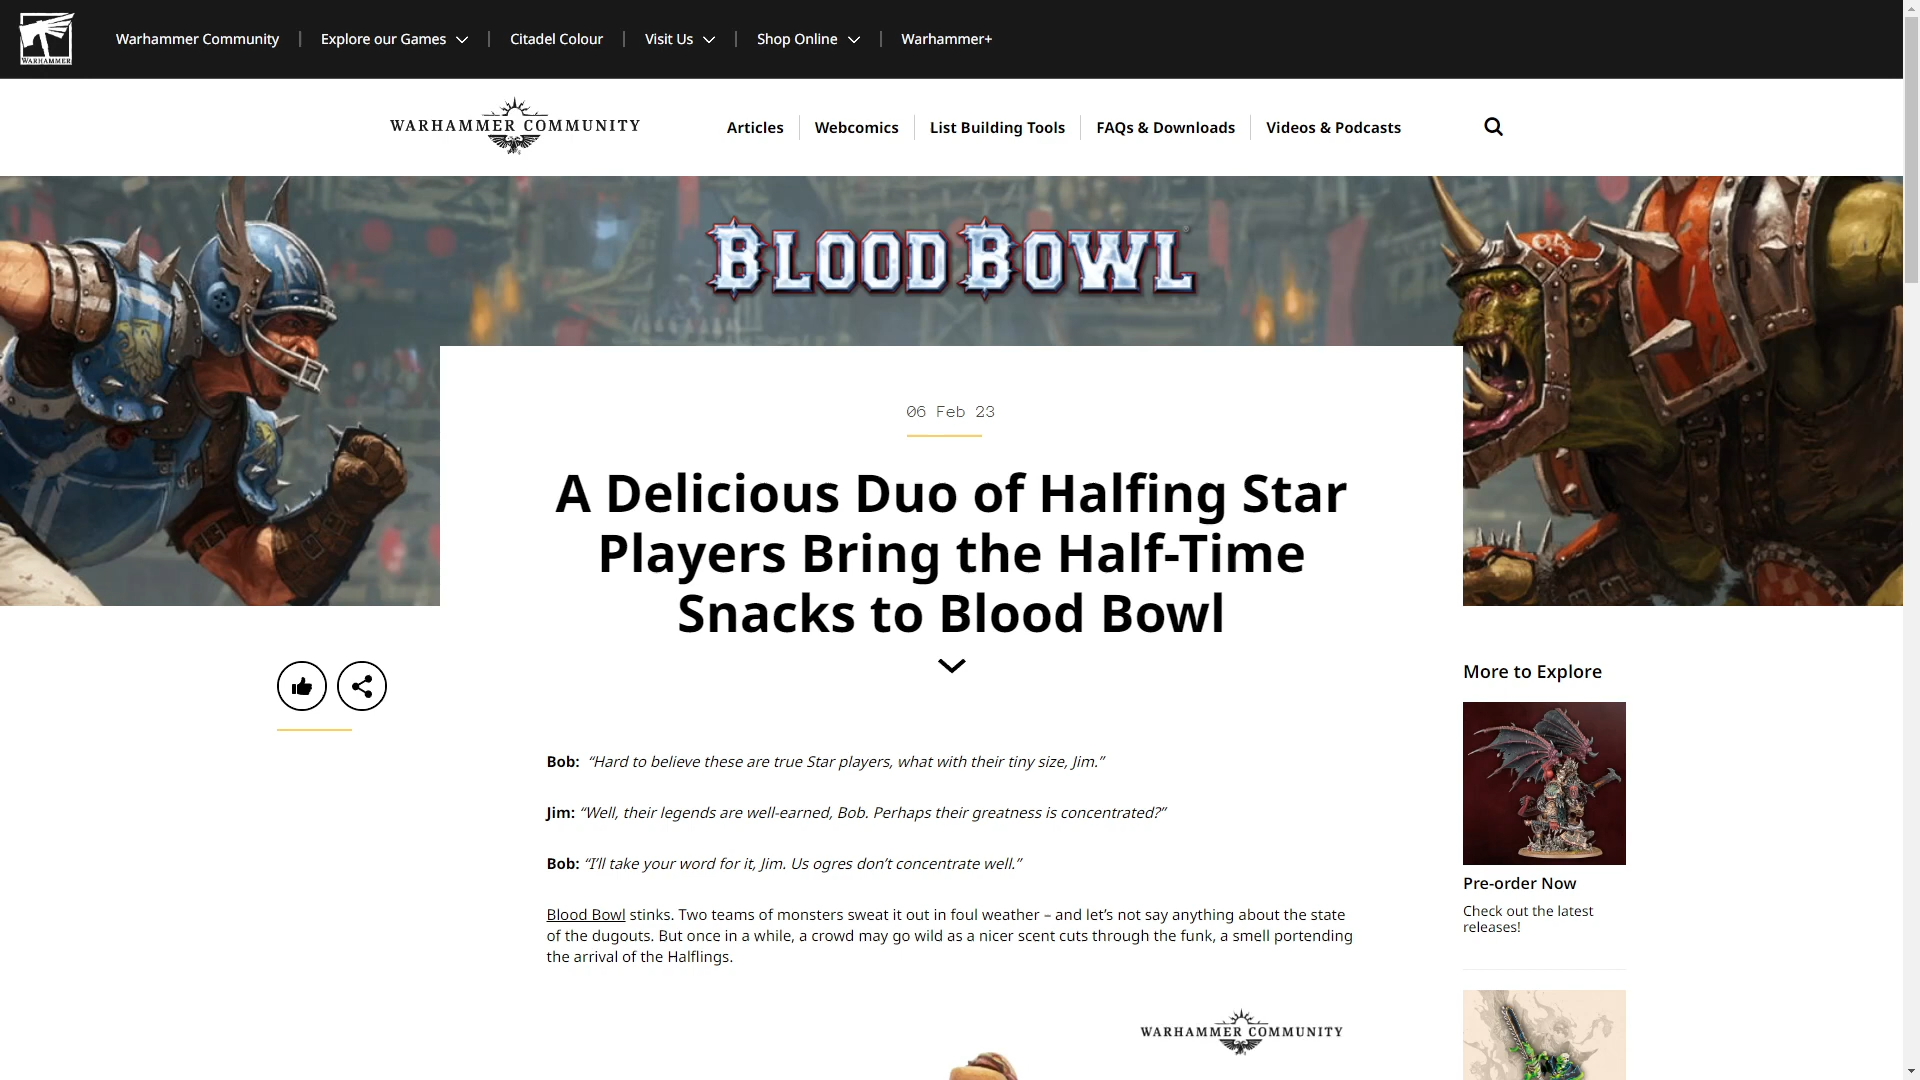 WARHAMMER
Warhammer Community
Explore our Games
Citadel Colour
Visit Us
Shop Online
Warhammer+
WARHAMMER COMMUNITY
Articles
Webcomics
List Building Tools
FAQs & Downloads
Videos & Podcasts
BLOOD BOWL
16
04
06 Feb 23
A Delicious Duo of Halfing Star
Players Bring the Half-Time
Snacks to Blood Bowl
More to Explore
Bob: “Hard to believe these are true Star players, what with their tiny size, Jim.”
Jim: “Well, their legends are well-earned, Bob. Perhaps their greatness is concentrated?”
Bob: “I’ll take your word for it, Jim. Us ogres don’t concentrate well.”
Pre-order Now
Check out the latest
releases!
Blood Bowl stinks. Two teams of monsters sweat it out in foul weather – and let’s not say anything about the state
of the dugouts. But once in a while, a crowd may go wild as a nicer scent cuts through the funk, a smell portending
the arrival of the Halflings.
WARHAMMER COMMUNITY